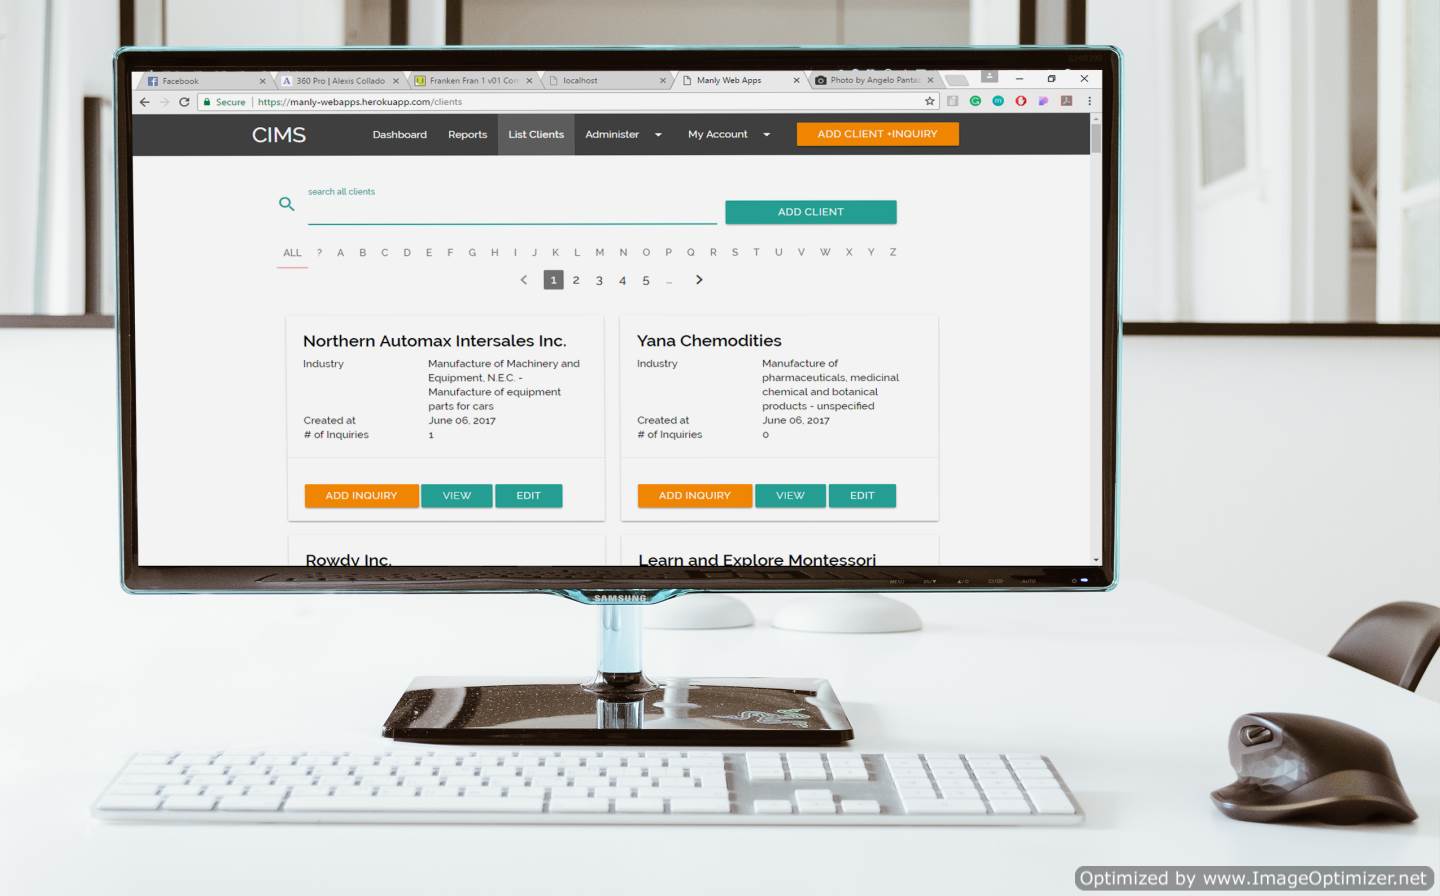 Facebook
360 Pro | Alexis Collado
Franken Fran 1 v01 Com
localhost
Manly Web Apps
Photo by Angelo Panta
Secure
https://manly-webapps.herokuapp.com/clients
CIMS
Dashboard
Reports
List Clients
Administer
My Account
ADD CLIENT +INQUIRY
search all clients
ADD CLIENT
ALL ? A B C D E F G H I J K L M N O P Q R S T U V W X Y Z
1 2 3 4 5 ...
Northern Automax Intersales Inc.
Industry
Manufacture of Machinery and
Equipment, N.E.C. -
Manufacture of equipment
parts for cars
Created at
June 06, 2017
# of Inquiries
1
ADD INQUIRY
VIEW
EDIT
Yana Chemodities
Industry
Manufacture of
pharmaceuticals, medicinal
chemical and botanical
products - unspecified
Created at
June 06, 2017
# of Inquiries
0
ADD INQUIRY
VIEW
EDIT
Rowdy Inc.
Learn and Explore Montessori
MENU
AUTO
SAMSUNG
Optimized by www.ImageOptimizer.net